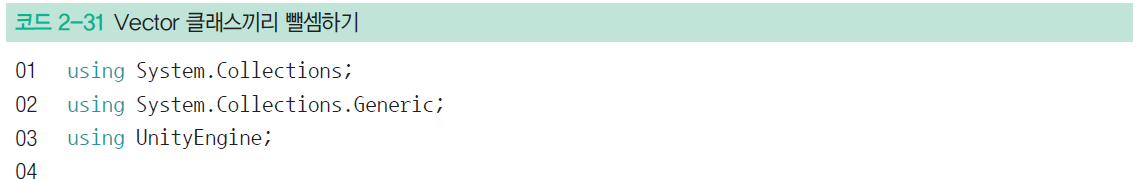 코드 2-31 Vector 클래스끼리 뺄셈하기
01 using System.Collections;
02 using System.Collections.Generic;
03 using UnityEngine;
04